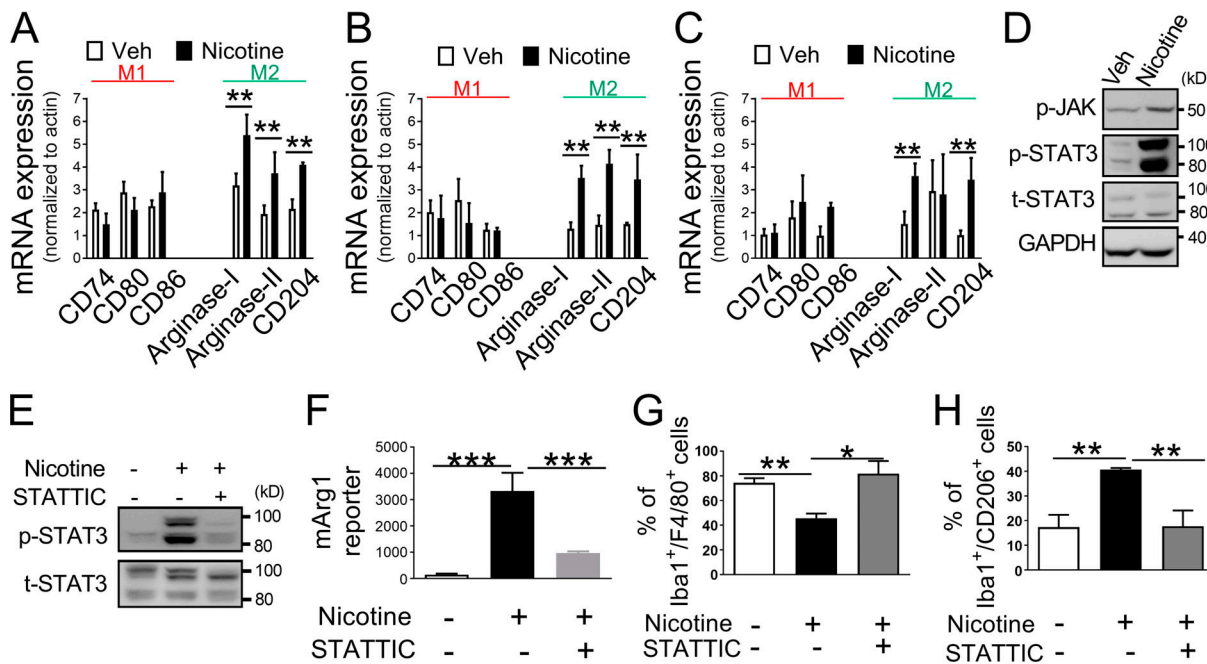 A
Veh Nicotine
M1 M2
mRNA expression
(normalized to actin)
7
6
5
4
3
2
1
0
** ** **
CD74
CD80
CD86
Arginase-I
Arginase-II
CD204
B
Veh Nicotine
M1 M2
mRNA expression
(normalized to actin)
7
6
5
4
3
2
1
0
** ** **
CD74
CD80
CD86
Arginase-I
Arginase-II
CD204
C
Veh Nicotine
M1 M2
mRNA expression
(normalized to actin)
7
6
5
4
3
2
1
0
** **
CD74
CD80
CD86
Arginase-I
Arginase-II
CD204
D
Veh
Nicotine
p-JAK 50
p-STAT3
80
t-STAT3
80
GAPDH 40
E
Nicotine - + +
STATTIC - - + (kD)
p-STAT3 100
80
t-STAT3 100
80
F
mArg1
reporter
5000
4000
3000
2000
1000
0
*** ***
Nicotine - + +
STATTIC - - +
G
% of
Iba1+/F4/80+ cells
100
80
60
40
20
0
** *
Nicotine - + +
STATTIC - - +
H
% of
Iba1+/CD206+ cells
50
40
30
20
10
0
** **
Nicotine - + +
STATTIC - - +